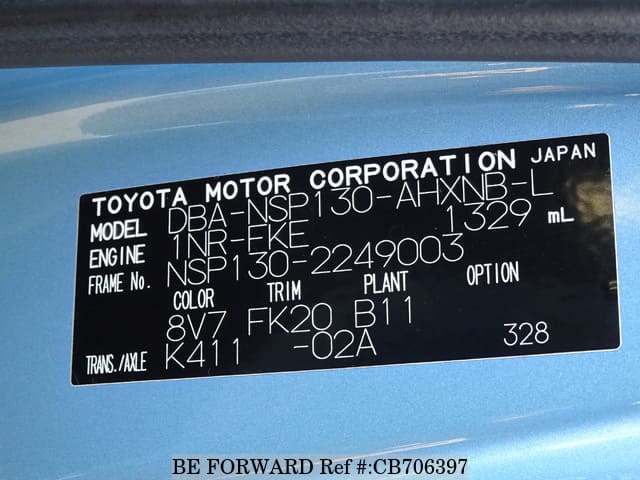 TOYOTA MOTOR CORPORATION JAPAN
MODEL DBA-NSP130-AHXNB-L
ENGINE 1NR-FKE 1329 mL
FRAME No. NSP130-2249003
COLOR TRIM PLANT OPTION
8V7 FK20 B11
TRANS./AXLE K411 -02A 328
BE FORWARD Ref #:CB706397